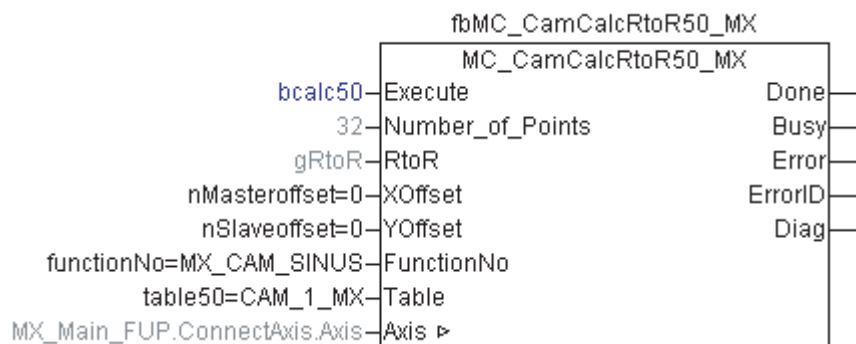 fbMC_CamCalcRtoR50_MX
MC_CamCalcRtoR50_MX
bcalc50 Execute Done
32 Number_of_Points Busy
gRtoR RtoR Error
nMasteroffset=0 XOffset ErrorID
nSlaveoffset=0 YOffset Diag
functionNo=MX_CAM_SINUS FunctionNo
table50=CAM_1_MX Table
MX_Main_FUP.ConnectAxis.Axis Axis ▹